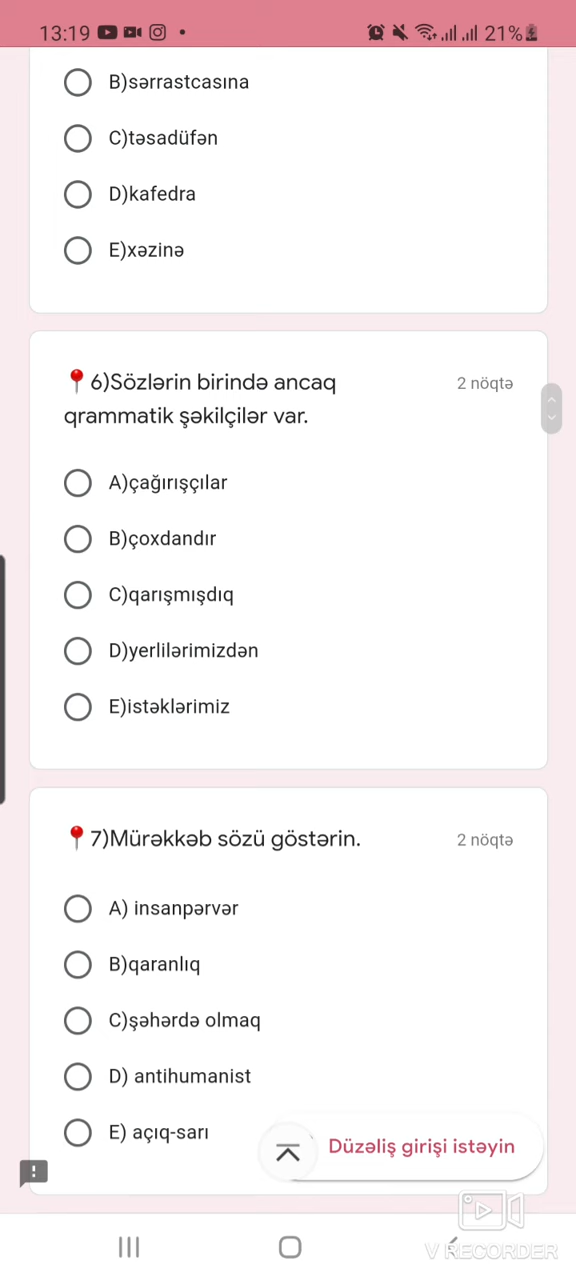 13:19
21%
B)sərrastcasına
C)təsadüfən
D)kafedra
E)xəzinə
6)Sözlərin birində ancaq
2 nöqtə
qrammatik şəkilçilər var.
A)çağırışçılar
B)çoxdandır
C)qarışmışdıq
D)yerlilərimizdən
E)istəklərimiz
7)Mürəkkəb sözü göstərin.
2 nöqtə
A) insanpərvər
B)qaranlıq
C)şəhərdə olmaq
D) antihumanist
E) açıq-sarı
Düzəliş girişi istəyin
V RECORDER